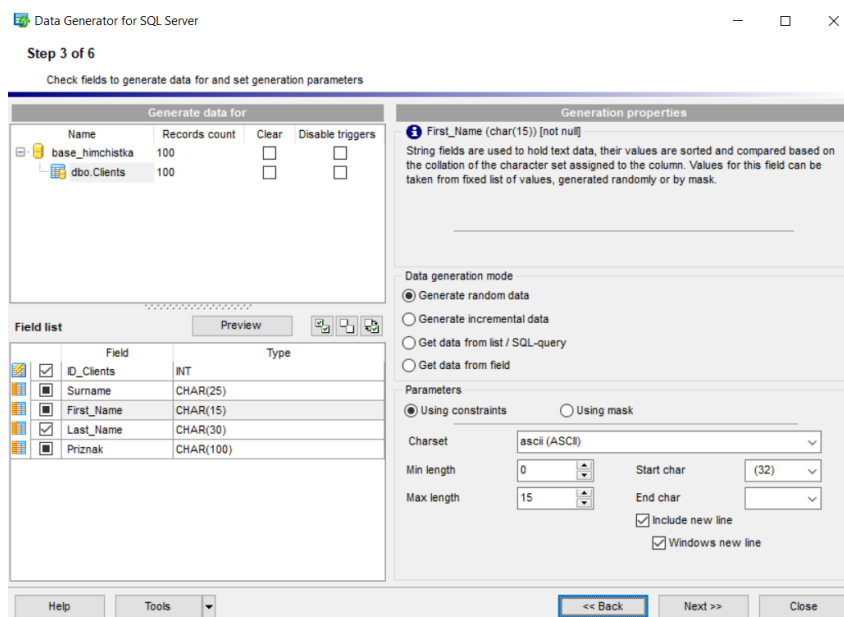 Data Generator for SQL Server
Step 3 of 6
Check fields to generate data for and set generation parameters
Generate data for
Name Records count Clear Disable triggers
base_himchistka 100
dbo.Clients 100
Field list
Preview
Field Type
ID_Clients INT
Surname CHAR(25)
First_Name CHAR(15)
Last_Name CHAR(30)
Priznak CHAR(100)
Generation properties
First_Name (char(15)) [not null]
String fields are used to hold text data, their values are sorted and compared based on
the collation of the character set assigned to the column. Values for this field can be
taken from fixed list of values, generated randomly or by mask.
Data generation mode
Generate random data
Generate incremental data
Get data from list / SQL-query
Get data from field
Parameters
Using constraints Using mask
Charset ascii (ASCII)
Min length 0 Start char (32)
Max length 15 End char
Include new line
Windows new line
Help Tools << Back Next >> Close